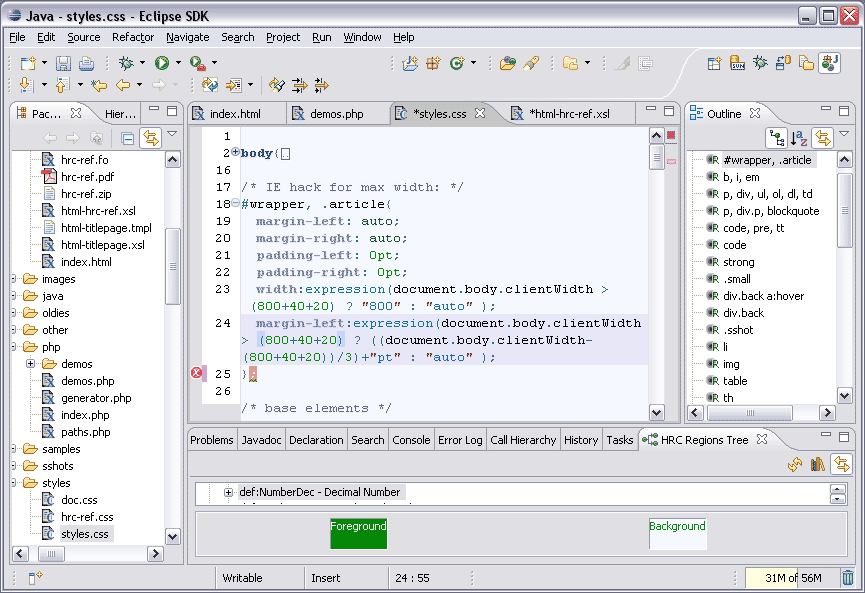 Java - styles.css - Eclipse SDK
File Edit Source Refactor Navigate Search Project Run Window Help
Pac... Hier...
hrc-ref.fo
hrc-ref.pdf
hrc-ref.zip
html-hrc-ref.xsl
html-titlepage.tmpl
html-titlepage.xsl
index.html
images
java
oldies
other
php
demos
demos.php
generator.php
index.php
paths.php
samples
sshots
styles
doc.css
hrc-ref.css
styles.css
index.html demos.php *styles.css *html-hrc-ref.xsl
1
2 body{
16
17 /* IE hack for max width: */
18 #wrapper, .article{
19 margin-left: auto;
20 margin-right: auto;
21 padding-left: 0pt;
22 padding-right: 0pt;
23 width:expression(document.body.clientWidth >
(800+40+20) ? "800" : "auto" );
24 margin-left:expression(document.body.clientWidth
> (800+40+20) ? ((document.body.clientWidth-
(800+40+20))/3)+"pt" : "auto" );
25 };
26
/* base elements */
Outline
#wrapper, .article
b, i, em
p, div, ul, ol, dl, td
p, div.p, blockquote
code, pre, tt
code
strong
.small
div.back a:hover
div.back
.sshot
li
img
table
th
Problems Javadoc Declaration Search Console Error Log Call Hierarchy History Tasks HRC Regions Tree
def:NumberDec - Decimal Number
Foreground Background
Writable Insert 24 : 55 31M of 56M